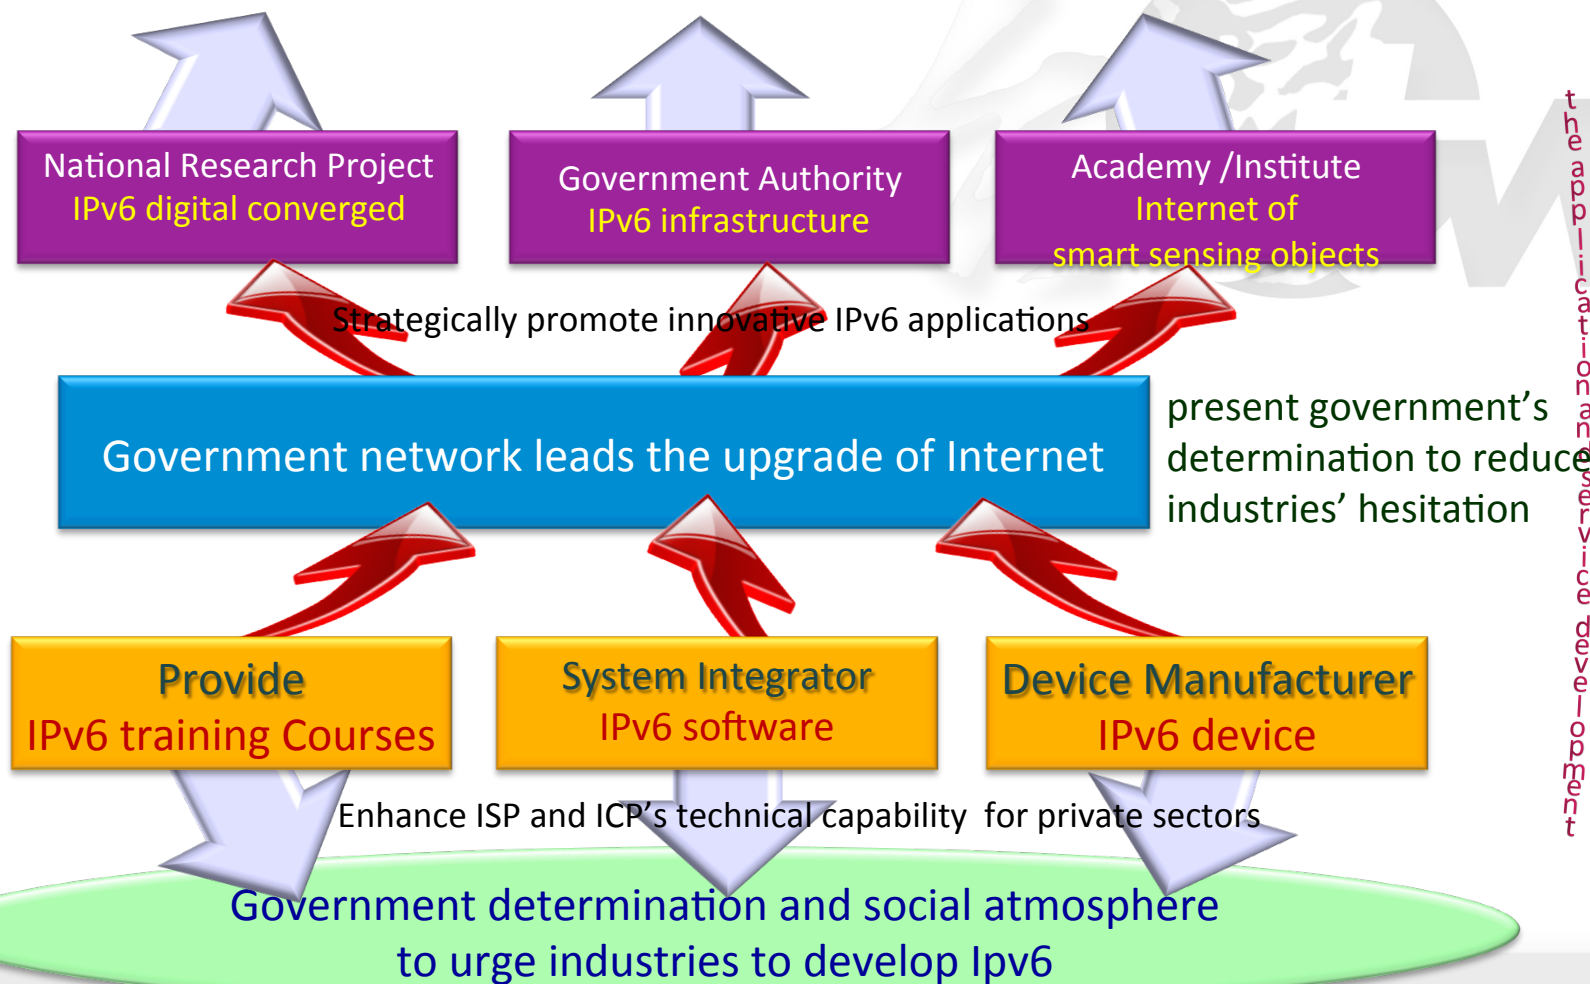 National Research Project
IPv6 digital converged
Government Authority
IPv6 infrastructure
Academy /Institute
Internet of
smart sensing objects
Strategically promote innovative IPv6 applications
Government network leads the upgrade of Internet
present government’s
determination to reduce
industries’ hesitation
Provide
IPv6 training Courses
System Integrator
IPv6 software
Device Manufacturer
IPv6 device
Enhance ISP and ICP’s technical capability for private sectors
Government determination and social atmosphere
to urge industries to develop Ipv6
the application and service development